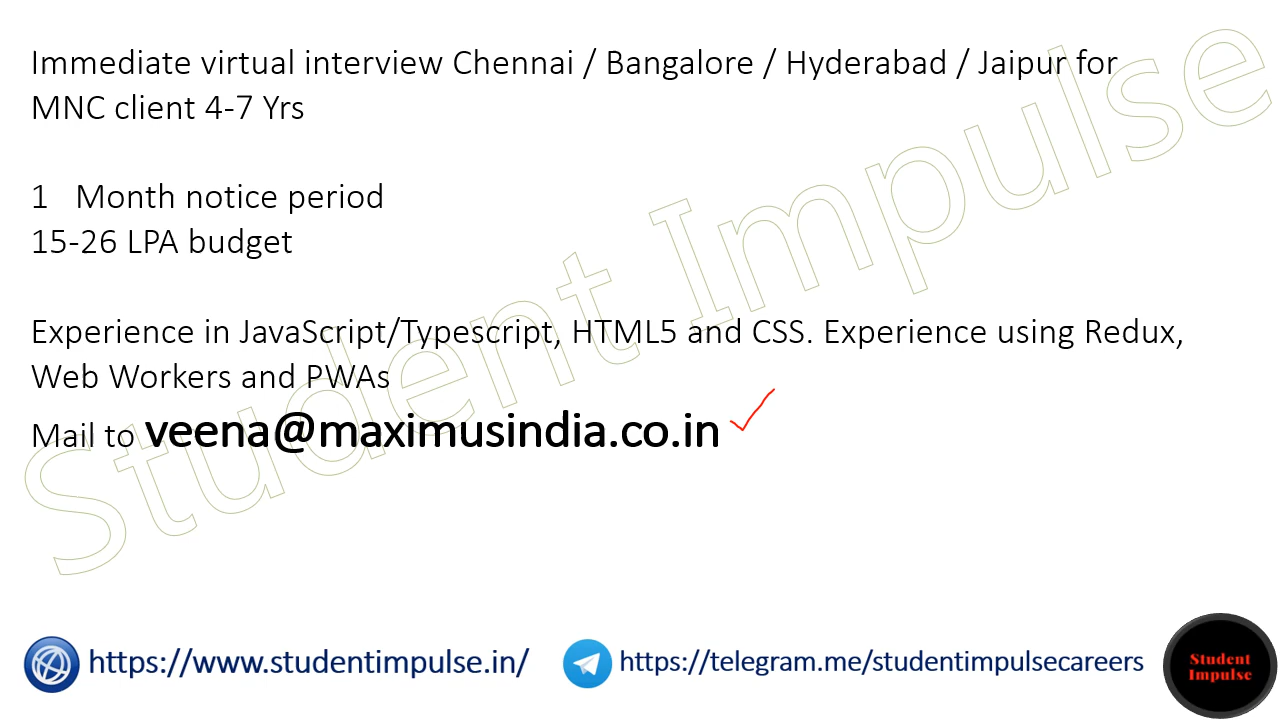 Immediate virtual interview Chennai / Bangalore / Hyderabad / Jaipur for
MNC client 4-7 Yrs
1 Month notice period
15-26 LPA budget
Experience in JavaScript/Typescript, HTML5 and CSS. Experience using Redux,
Web Workers and PWAs
Mail to veena@maximusindia.co.in
Student Impulse
https://www.studentimpulse.in/
https://telegram.me/studentimpulsecareers
Student
Impulse